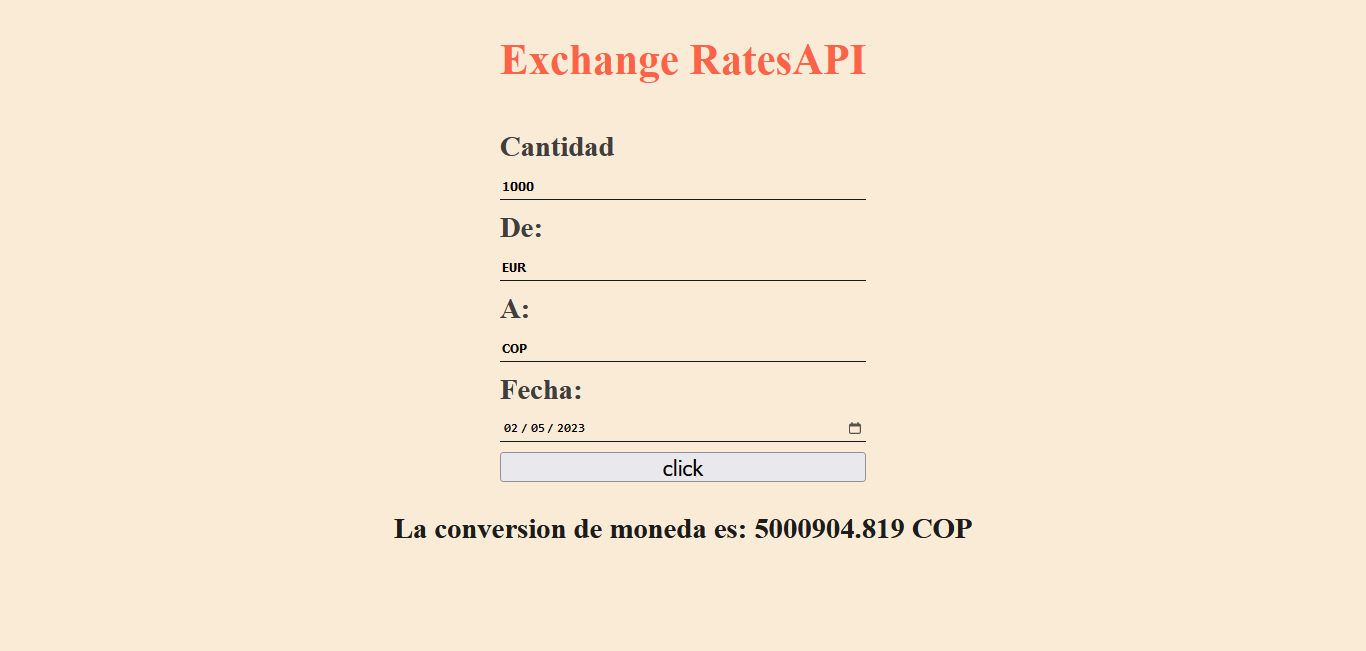 Exchange RatesAPI
Cantidad
1000
De:
EUR
A:
COP
Fecha:
02 / 05 / 2023
click
La conversion de moneda es: 5000904.819 COP